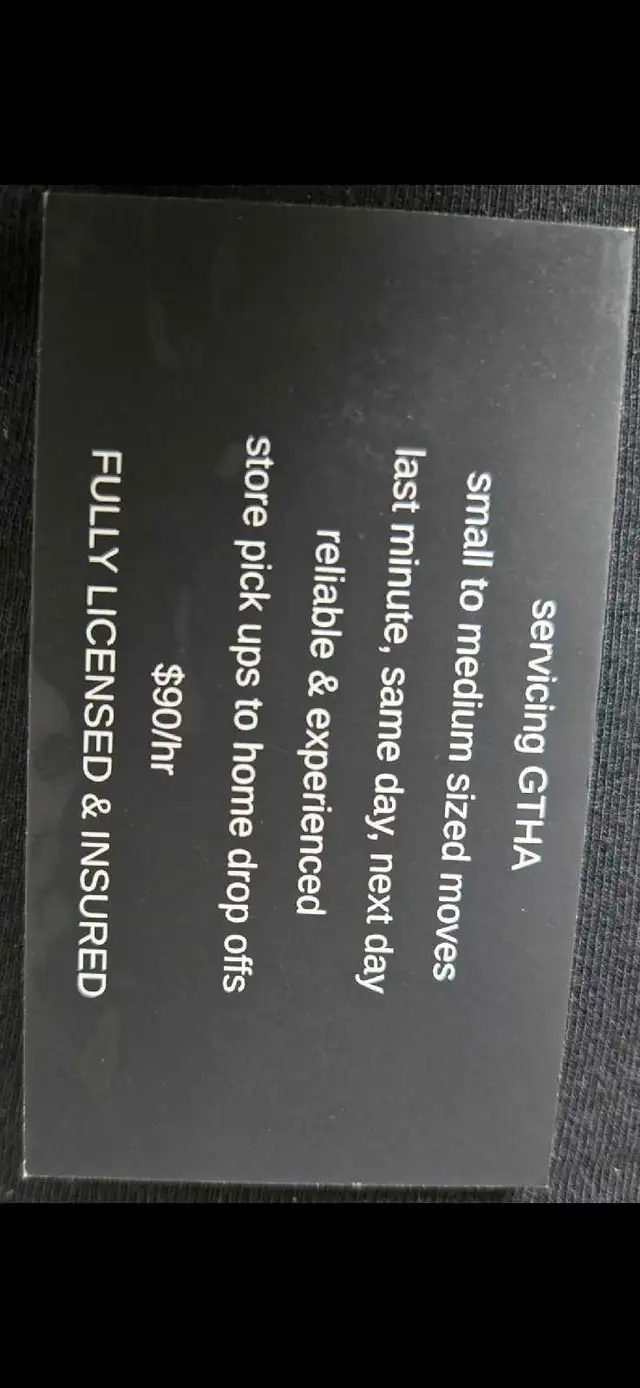 servicing GTHA
small to medium sized moves
last minute, same day, next day
reliable & experienced
store pick ups to home drop offs
$90/hr
FULLY LICENSED & INSURED